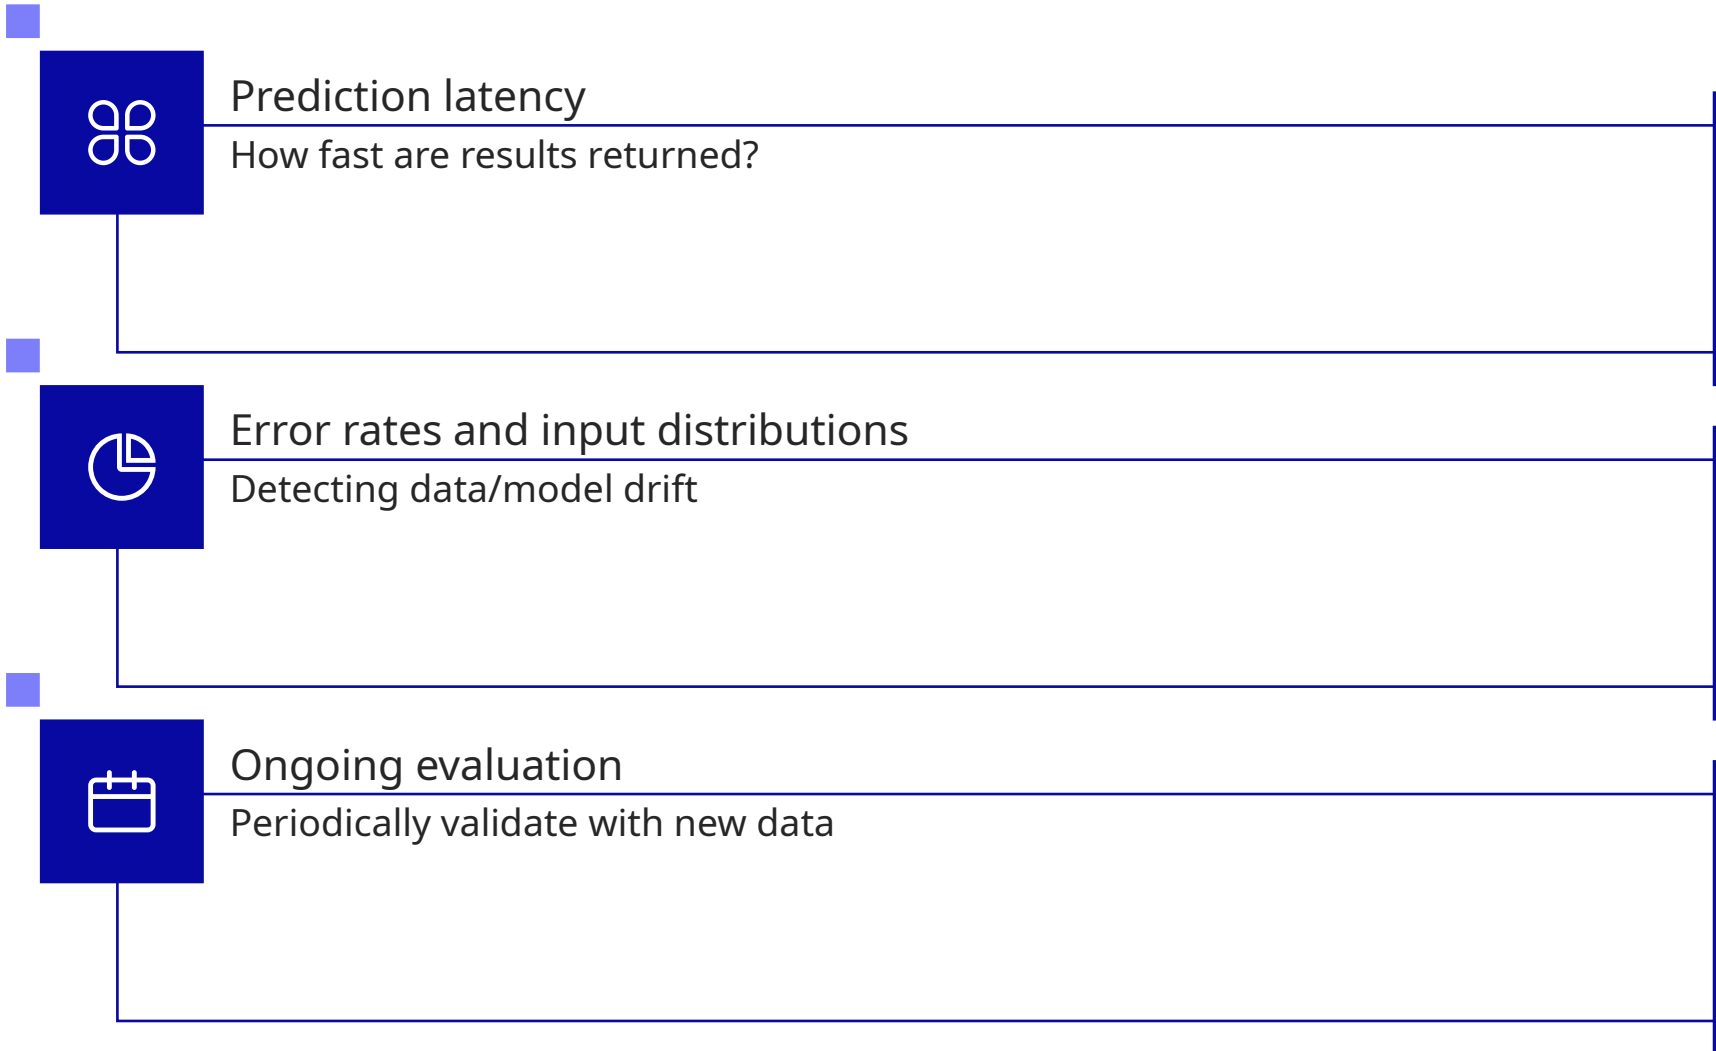 Prediction latency
How fast are results returned?
Error rates and input distributions
Detecting data/model drift
Ongoing evaluation
Periodically validate with new data